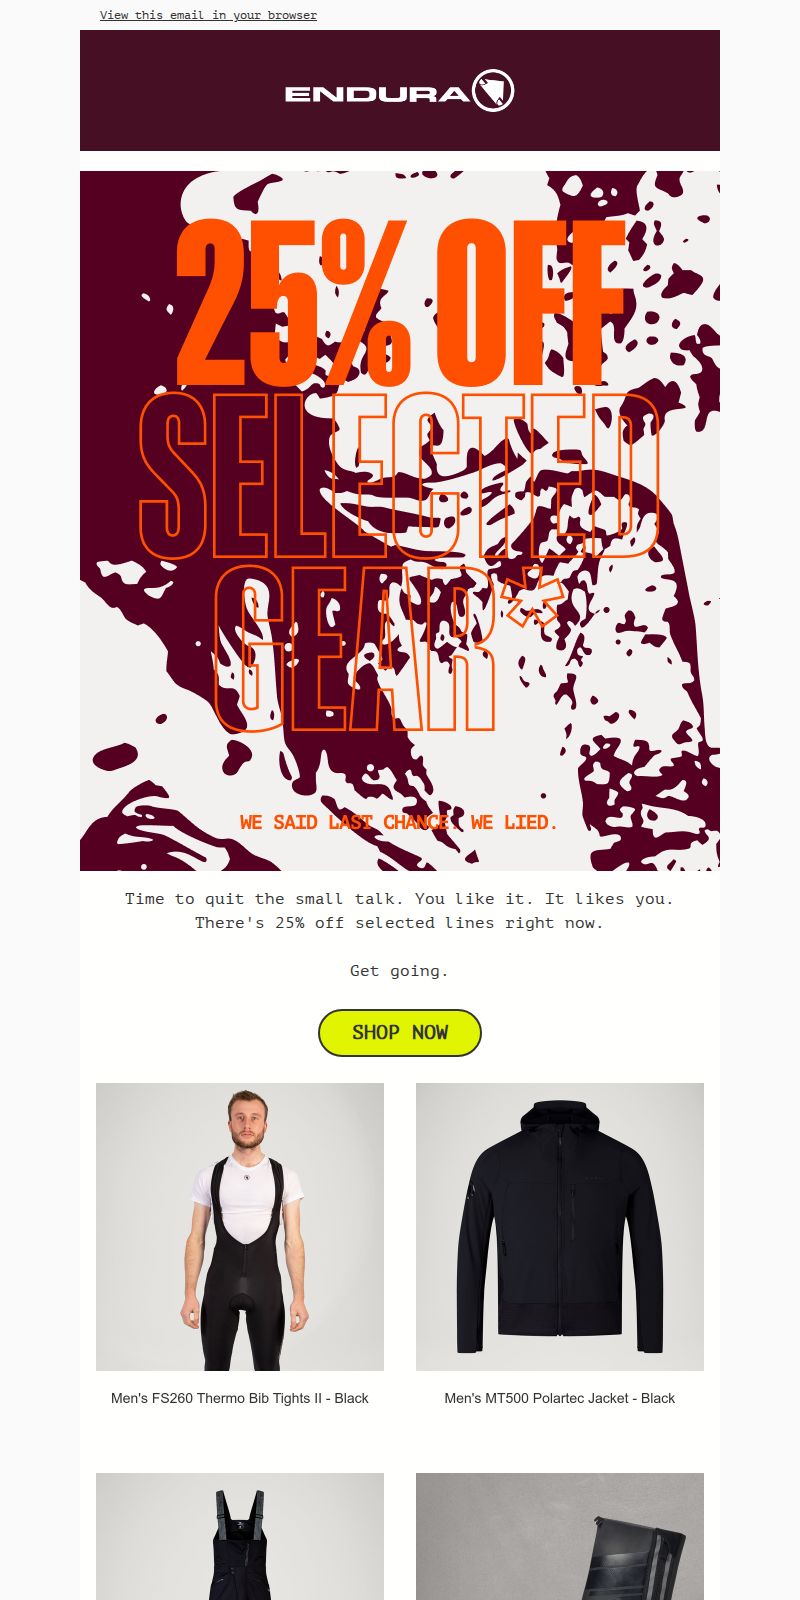 View this email in your browser
ENDURA
25% OFF
SELECTED
GEAR*
WE SAID LAST CHANCE. WE LIED.
Time to quit the small talk. You like it. It likes you.
There's 25% off selected lines right now.
Get going.
SHOP NOW
Men's FS260 Thermo Bib Tights II - Black
Men's MT500 Polartec Jacket - Black